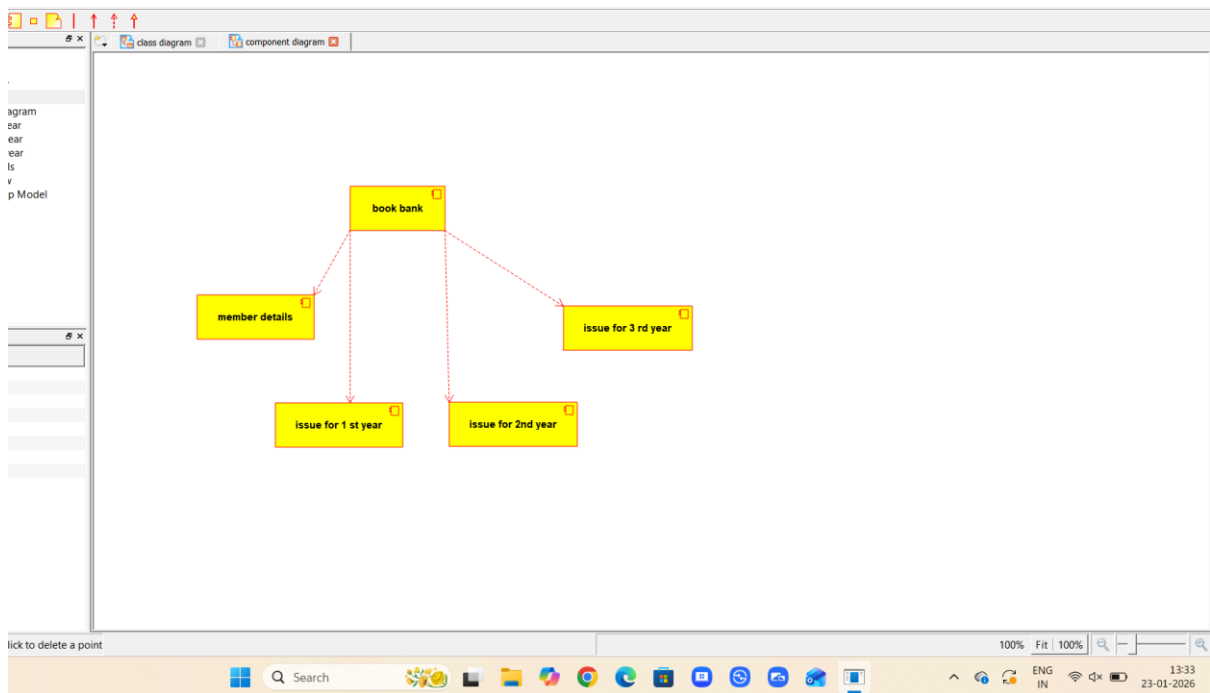 class diagram
component diagram
agram
ear
ear
ear
ls
v
p Model
book bank
member details
issue for 3 rd year
issue for 1 st year
issue for 2nd year
lick to delete a point
100% Fit 100%
Search
ENG
IN
13:33
23-01-2026